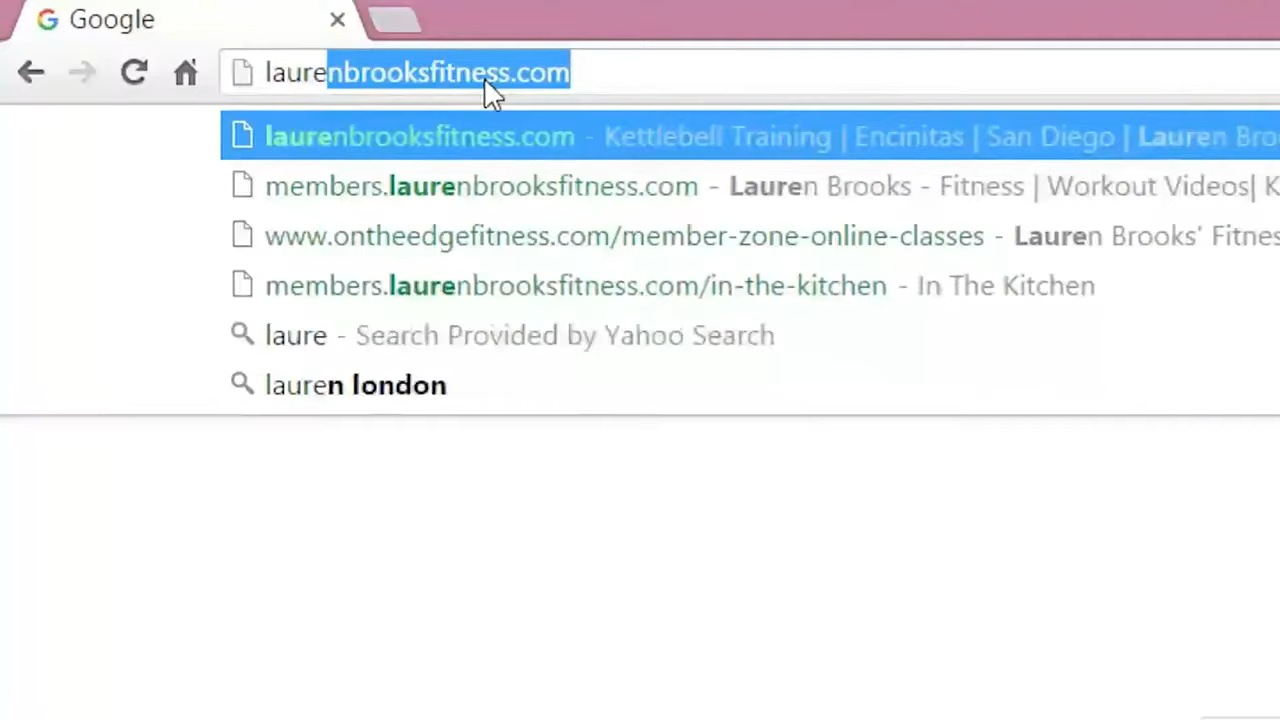 Google
laurenbrooksfitness.com
laurenbrooksfitness.com - Kettlebell Training | Encinitas | San Diego | Lauren Bro
members.laurenbrooksfitness.com - Lauren Brooks - Fitness | Workout Videos| K
www.ontheedgefitness.com/member-zone-online-classes - Lauren Brooks' Fitnes
members.laurenbrooksfitness.com/in-the-kitchen - In The Kitchen
laure - Search Provided by Yahoo Search
lauren london